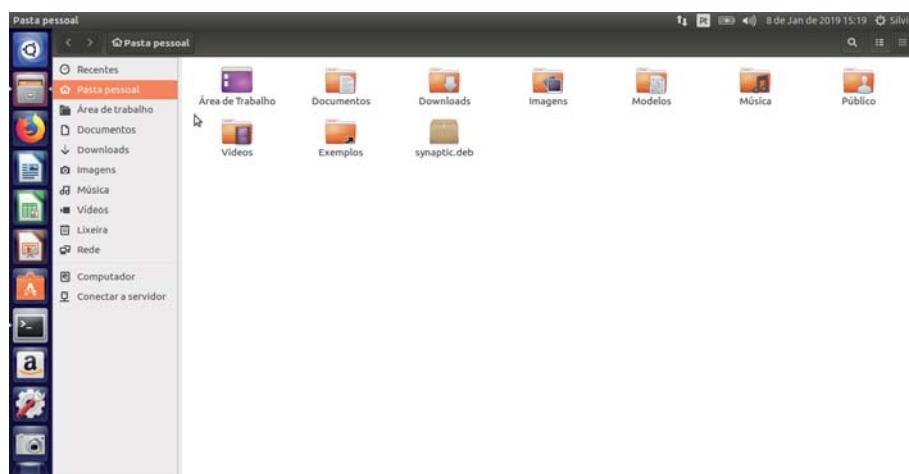 Pasta pessoal
Pt
8 de Jan de 2019 15:19
Silvi
Pasta pessoal
Recentes
Pasta pessoal
Área de trabalho
Documentos
Downloads
Imagens
Música
Vídeos
Lixeira
Rede
Computador
Conectar a servidor
Área de Trabalho
Documentos
Downloads
Imagens
Modelos
Música
Público
Vídeos
Exemplos
synaptic.deb